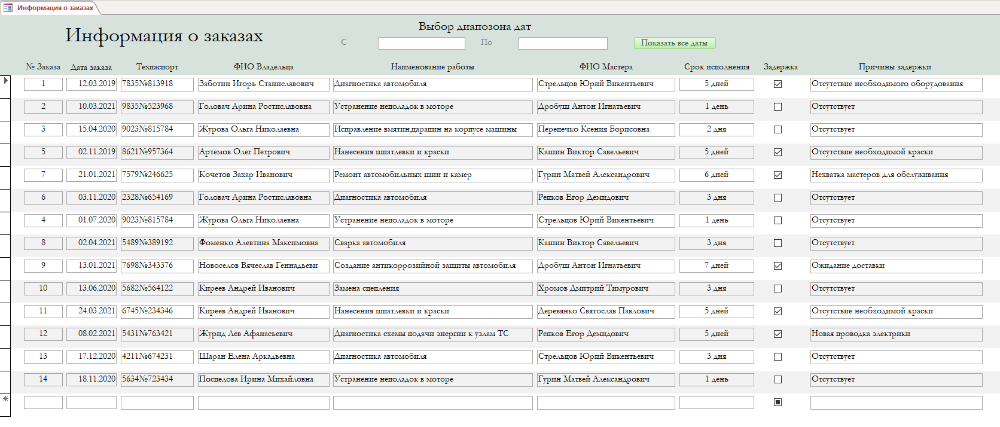 Информация о заказах
Информация о заказах
Выбор диапозона дат
С По Показать все даты
№ Заказа Дата заказа Техпаспорт ФИО Владельца Наименование работы ФИО Мастера Срок исполнения Задержка Причины задержки
1 12.03.2019 7835№813918 Заботин Игорь Станиславович Диагностика автомобиля Стрельцов Юрий Викентьевич 5 дней Отсутствие необходимого оборудования
2 10.03.2021 9835№523968 Головач Арина Ростиславовна Устранение неполадок в моторе Дробуш Антон Игнатьевич 1 день Отсутствует
3 15.04.2020 9023№815784 Журова Ольга Николаевна Исправление вмятин,царапин на корпусе машины Перепечко Ксения Борисовна 2 дня Отсутствует
5 02.11.2019 8621№957364 Артемов Олег Петрович Нанесения шпатлевки и краски Кашин Виктор Савельевич 5 дней Отсутствие необходимой краски
7 21.01.2021 7579№246625 Кочетов Захар Иванович Ремонт автомобильных шин и камер Гурин Матвей Александрович 6 дней Нехватка мастеров для обслуживания
6 03.11.2020 2328№654169 Головач Арина Ростиславовна Диагностика автомобиля Репков Егор Демидович 3 дня Отсутствует
4 01.07.2020 9023№815784 Журова Ольга Николаевна Устранение неполадок в моторе Стрельцов Юрий Викентьевич 1 день Отсутствует
8 02.04.2021 5489№389192 Фоменко Алевтина Максимовна Сварка автомобиля Кашин Виктор Савельевич 3 дня Отсутствует
9 13.01.2021 7698№343376 Новоселов Вячеслав Геннадьеви Создание антикоррозийной защиты автомобиля Дробуш Антон Игнатьевич 7 дней Ожидание доставки
10 13.06.2020 5682№564122 Киреев Андрей Иванович Замена сцепления Хромов Дмитрий Тимурович 3 дня Отсутствует
11 24.03.2021 6745№234346 Киреев Андрей Иванович Нанесения шпатлевки и краски Деревянко Святослав Павлович 5 дней Отсутствие необходимой краски
12 08.02.2021 5431№763421 Журид Лев Афанасьевич Диагностика схемы подачи энергии к узлам ТС Репков Егор Демидович 5 дней Новая проводка электрики
13 17.12.2020 4211№674231 Шаран Елена Аркадьевна Диагностика автомобиля Стрельцов Юрий Викентьевич 3 дня Отсутствует
14 18.11.2020 5634№723434 Поспелова Ирина Михайловна Устранение неполадок в моторе Гурин Матвей Александрович 1 день Отсутствует